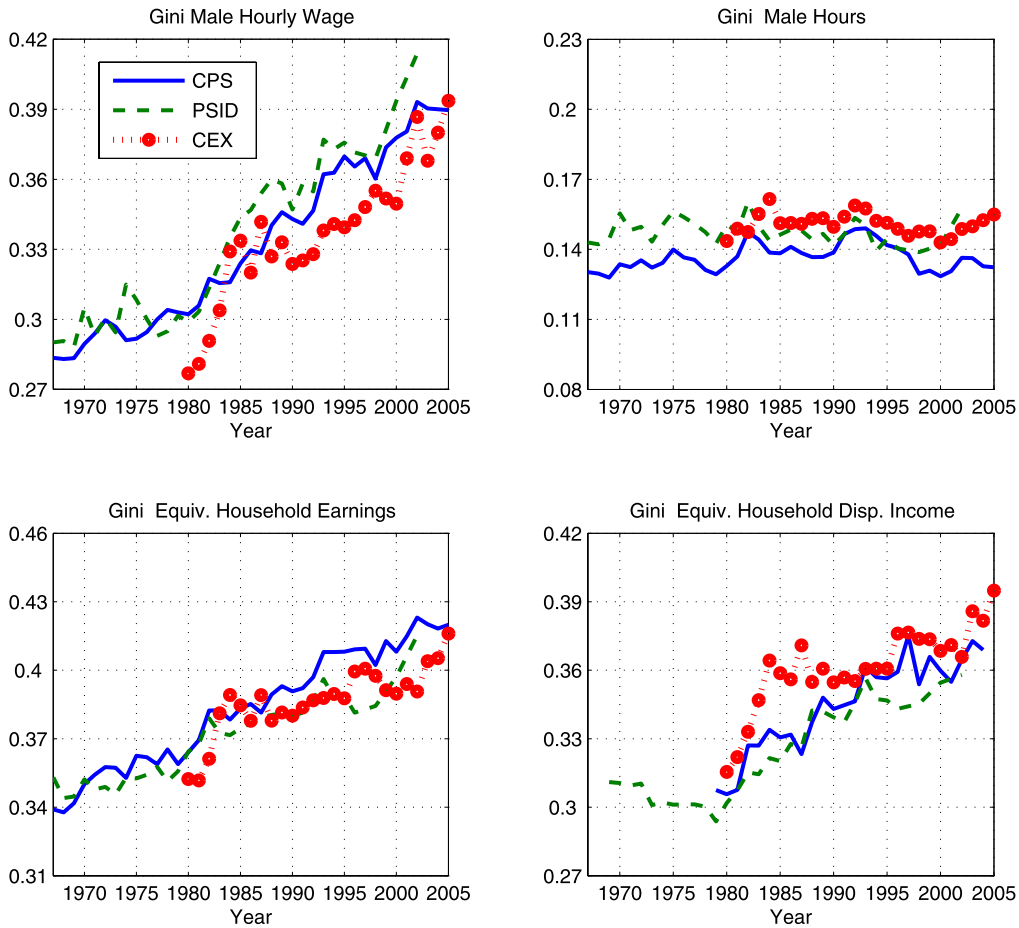 Gini Male Hourly Wage
0.42
0.39
0.36
0.33
0.3
0.27
CPS
PSID
CEX
1970 1975 1980 1985 1990 1995 2000 2005
Year
Gini Male Hours
0.23
0.2
0.17
0.14
0.11
0.08
1970 1975 1980 1985 1990 1995 2000 2005
Year
Gini Equiv. Household Earnings
0.46
0.43
0.4
0.37
0.34
0.31
1970 1975 1980 1985 1990 1995 2000 2005
Year
Gini Equiv. Household Disp. Income
0.42
0.39
0.36
0.33
0.3
0.27
1970 1975 1980 1985 1990 1995 2000 2005
Year